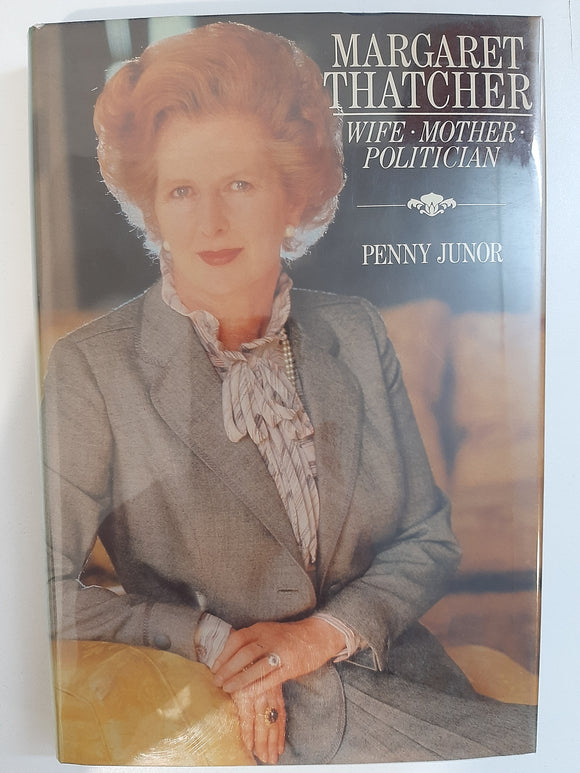 MARGARET
THATCHER
WIFE · MOTHER ·
POLITICIAN
PENNY JUNOR